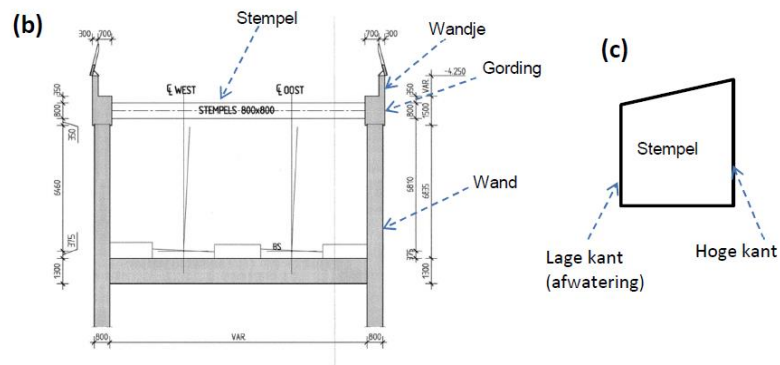 (b)
Stempel
300 700
700 300
Wandje
-4.250
Gording
℄ WEST
℄ OOST
STEMPELS 800x800
350
800
350
6460
375
1300
350
VAR.
800
1500
6810
6835
375
1300
Wand
BS
VAR.
800
800
(c)
Stempel
Lage kant
(afwatering)
Hoge kant